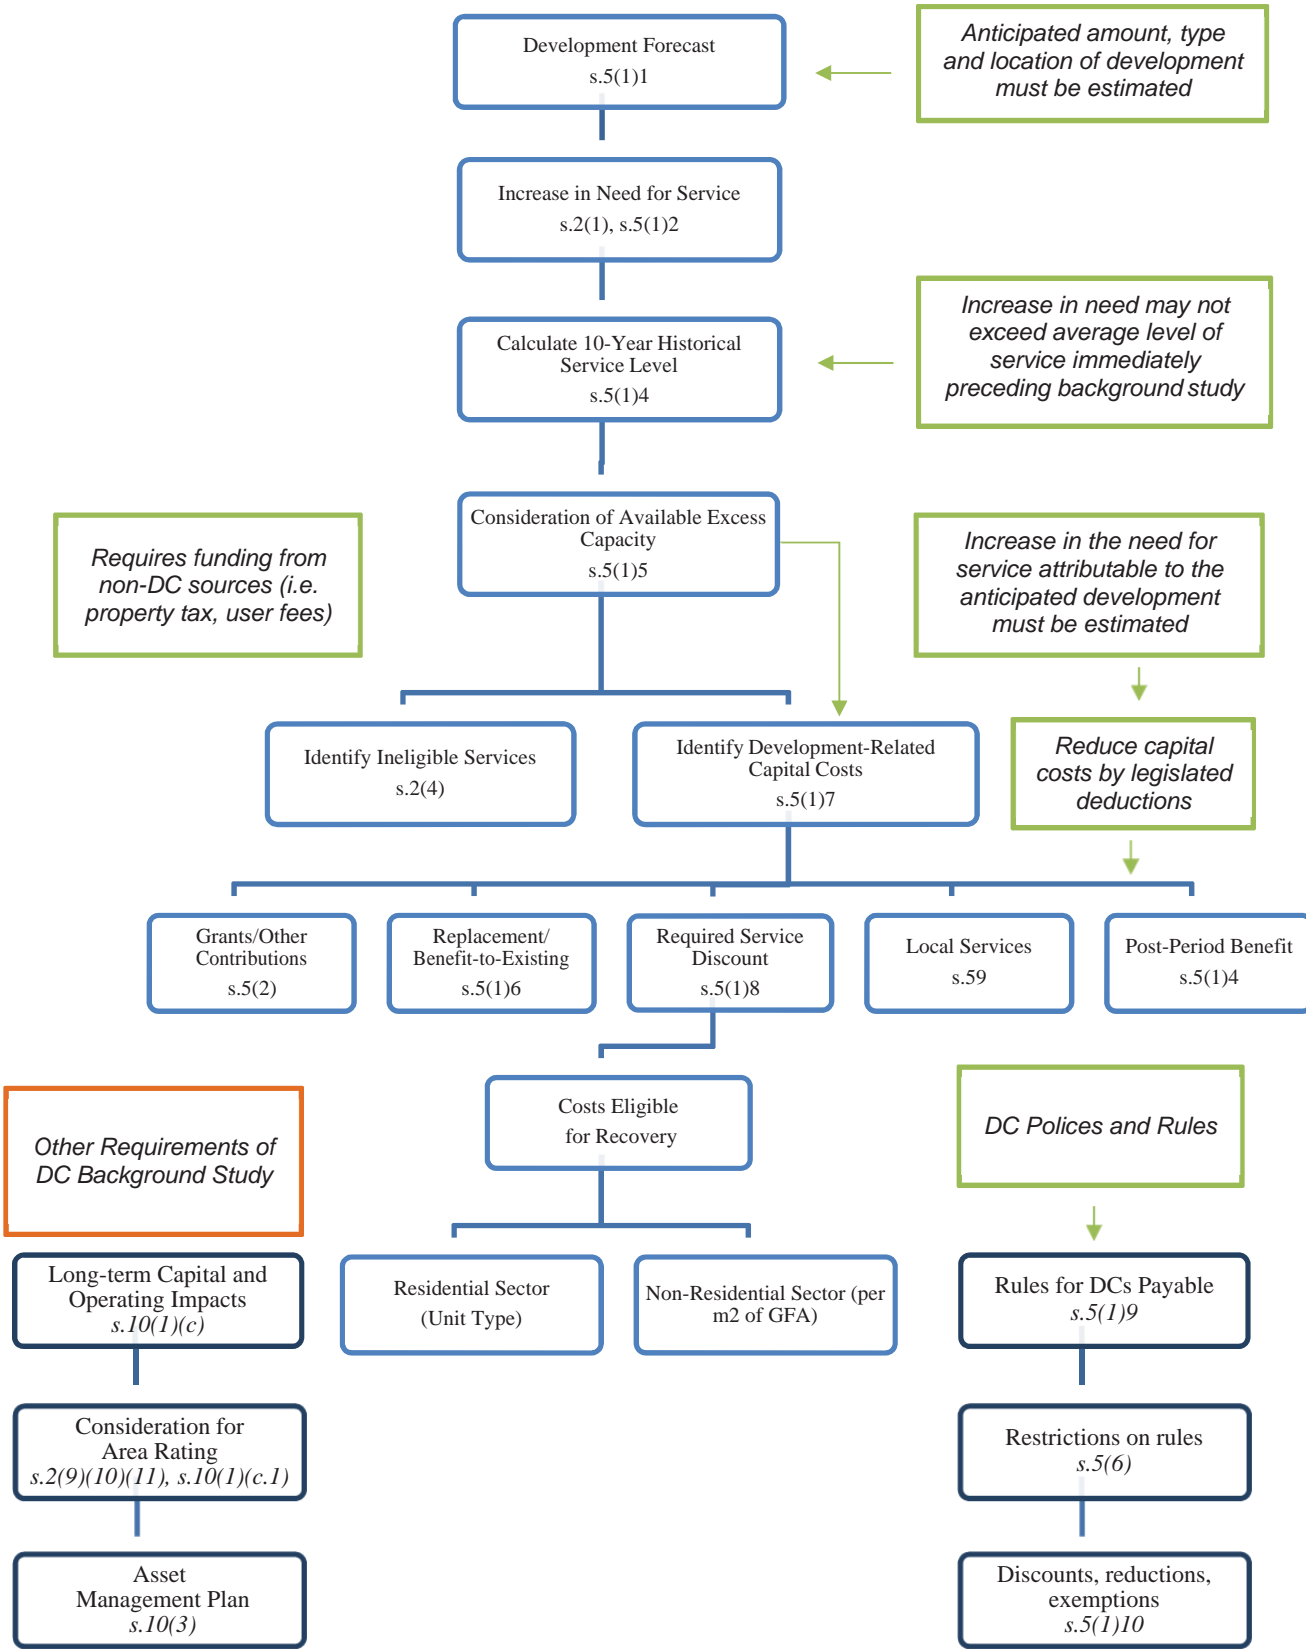 Development Forecast
s.5(1)1
Anticipated amount, type
and location of development
must be estimated
Increase in Need for Service
s.2(1), s.5(1)2
Calculate 10-Year Historical
Service Level
s.5(1)4
Increase in need may not
exceed average level of
service immediately
preceding background study
Requires funding from
non-DC sources (i.e.
property tax, user fees)
Consideration of Available Excess
Capacity
s.5(1)5
Increase in the need for
service attributable to the
anticipated development
must be estimated
Identify Ineligible Services
s.2(4)
Identify Development-Related
Capital Costs
s.5(1)7
Reduce capital
costs by legislated
deductions
Grants/Other
Contributions
s.5(2)
Replacement/
Benefit-to-Existing
s.5(1)6
Required Service
Discount
s.5(1)8
Local Services
s.59
Post-Period Benefit
s.5(1)4
Costs Eligible
for Recovery
Residential Sector
(Unit Type)
Non-Residential Sector (per
m2 of GFA)
Other Requirements of
DC Background Study
Long-term Capital and
Operating Impacts
s.10(1)(c)
Consideration for
Area Rating
s.2(9)(10)(11), s.10(1)(c.1)
Asset
Management Plan
s.10(3)
DC Polices and Rules
Rules for DCs Payable
s.5(1)9
Restrictions on rules
s.5(6)
Discounts, reductions,
exemptions
s.5(1)10